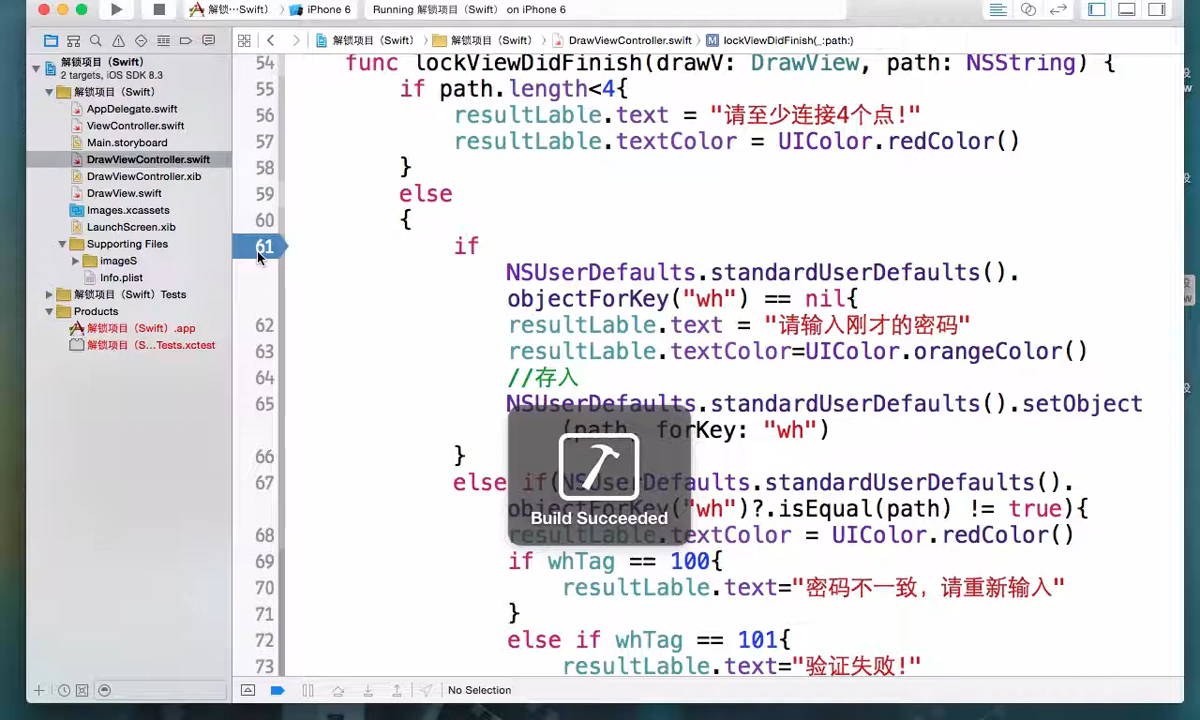 解锁…Swift） 〉 iPhone 6
Running 解锁项目（Swift） on iPhone 6
解锁项目（Swift） 〉 解锁项目（Swift） 〉 DrawViewController.swift 〉 M lockViewDidFinish(_:path:)
解锁项目（Swift）
2 targets, iOS SDK 8.3
解锁项目（Swift）
AppDelegate.swift
ViewController.swift
Main.storyboard
DrawViewController.swift
DrawViewController.xib
DrawView.swift
Images.xcassets
LaunchScreen.xib
Supporting Files
imageS
Info.plist
解锁项目（Swift）Tests
Products
解锁项目（Swift）.app
解锁项目（S…Tests.xctest
54 func lockViewDidFinish(drawV: DrawView, path: NSString) {
55 if path.length<4{
56 resultLable.text = "请至少连接4个点!"
57 resultLable.textColor = UIColor.redColor()
58 }
59 else
60 {
61 if
NSUserDefaults.standardUserDefaults().
objectForKey("wh") == nil{
62 resultLable.text = "请输入刚才的密码"
63 resultLable.textColor=UIColor.orangeColor()
64 //存入
65 NSUserDefaults.standardUserDefaults().setObject
(path, forKey: "wh")
66 }
67 else if(NSUserDefaults.standardUserDefaults().
objectForKey("wh")?.isEqual(path) != true){
68 resultLable.textColor = UIColor.redColor()
69 if whTag == 100{
70 resultLable.text="密码不一致，请重新输入"
71 }
72 else if whTag == 101{
73 resultLable.text="验证失败!"
Build Succeeded
No Selection